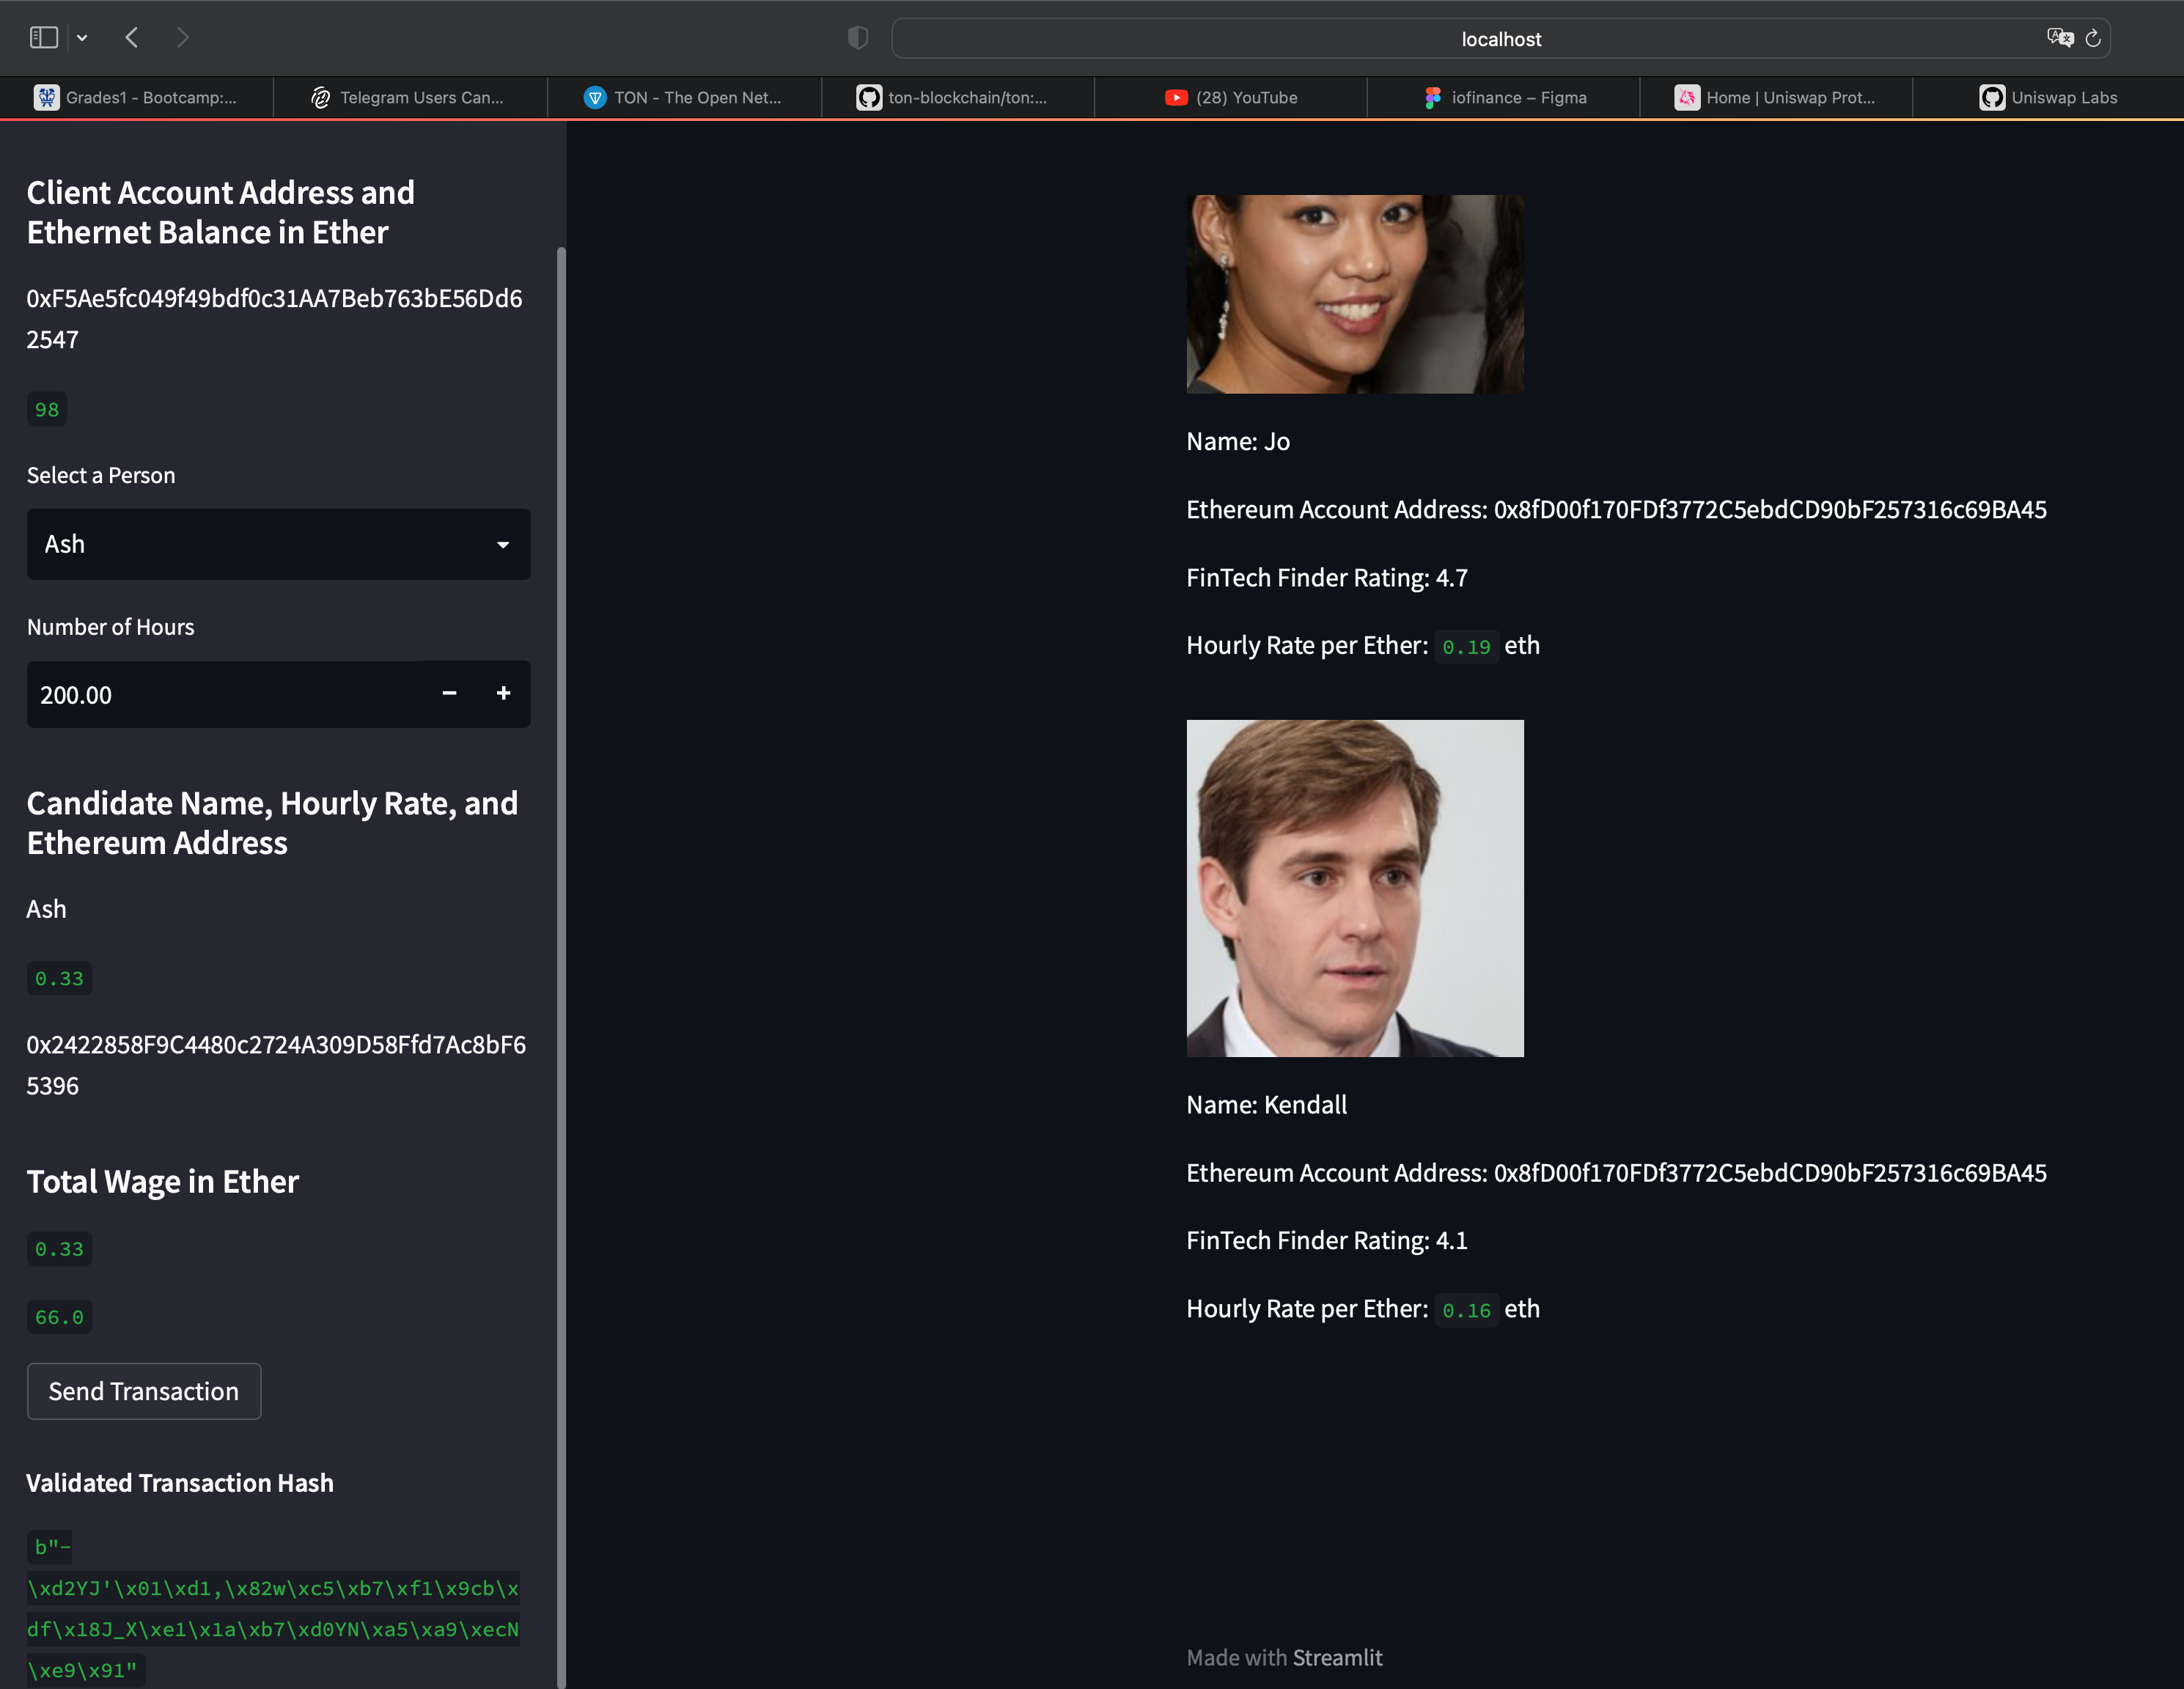 localhost
Grades1 - Bootcamp:...
Telegram Users Can...
TON - The Open Net...
ton-blockchain/ton:...
(28) YouTube
iofinance – Figma
Home | Uniswap Prot...
Uniswap Labs
Client Account Address and
Ethernet Balance in Ether
0xF5Ae5fc049f49bdf0c31AA7Beb763bE56Dd6
2547
98
Select a Person
Ash
Number of Hours
200.00
Candidate Name, Hourly Rate, and
Ethereum Address
Ash
0.33
0x2422858F9C4480c2724A309D58Ffd7Ac8bF6
5396
Total Wage in Ether
0.33
66.0
Send Transaction
Validated Transaction Hash
b"-
\xd2YJ'\x01\xd1,\x82w\xc5\xb7\xf1\x9cb\x
df\x18J_X\xe1\x1a\xb7\xd0YN\xa5\xa9\xecN
\xe9\x91"
Name: Jo
Ethereum Account Address: 0x8fD00f170FDf3772C5ebdCD90bF257316c69BA45
FinTech Finder Rating: 4.7
Hourly Rate per Ether: 0.19 eth
Name: Kendall
Ethereum Account Address: 0x8fD00f170FDf3772C5ebdCD90bF257316c69BA45
FinTech Finder Rating: 4.1
Hourly Rate per Ether: 0.16 eth
Made with Streamlit